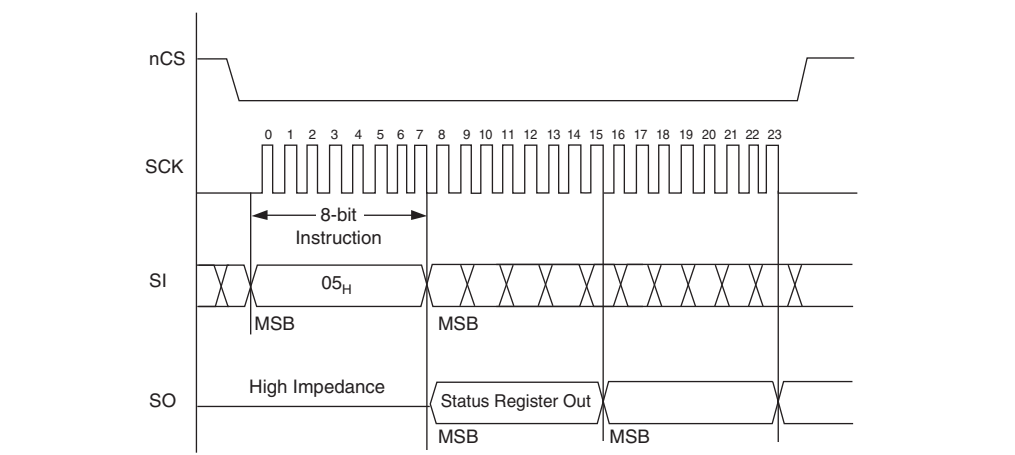 nCS
0 1 2 3 4 5 6 7 8 9 10 11 12 13 14 15 16 17 18 19 20 21 22 23
SCK
8-bit
Instruction
SI
05H
MSB
MSB
High Impedance
SO
Status Register Out
MSB
MSB